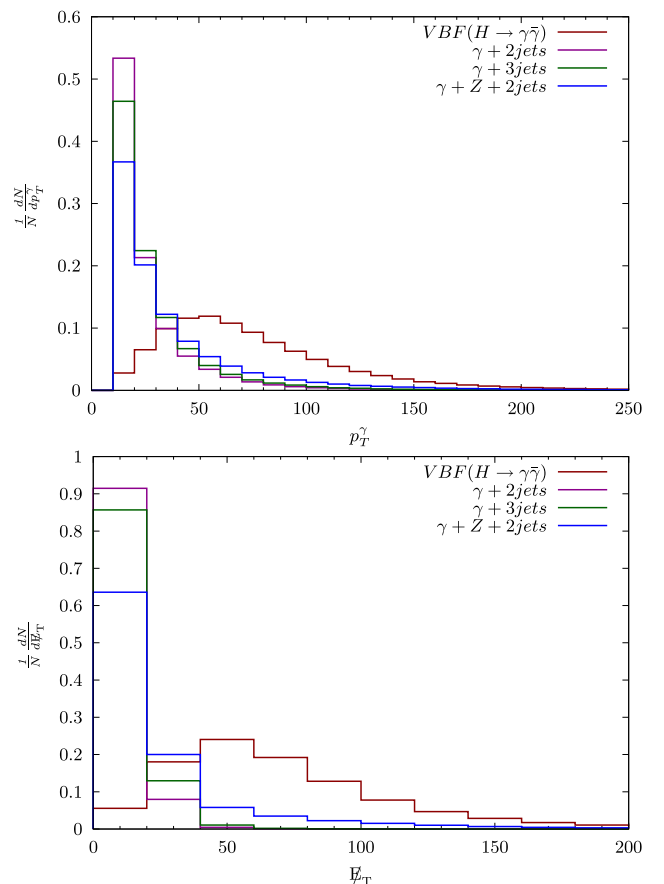 0.6
0.5
0.4
0.3
0.2
0.1
0
0 50 100 150 200 250
1/N dN/dp_T^γ
p_T^γ
VBF(H → γγ̄)
γ + 2jets
γ + 3jets
γ + Z + 2jets
1
0.9
0.8
0.7
0.6
0.5
0.4
0.3
0.2
0.1
0
0 50 100 150 200
1/N dN/dE̸_T
E̸_T
VBF(H → γγ̄)
γ + 2jets
γ + 3jets
γ + Z + 2jets